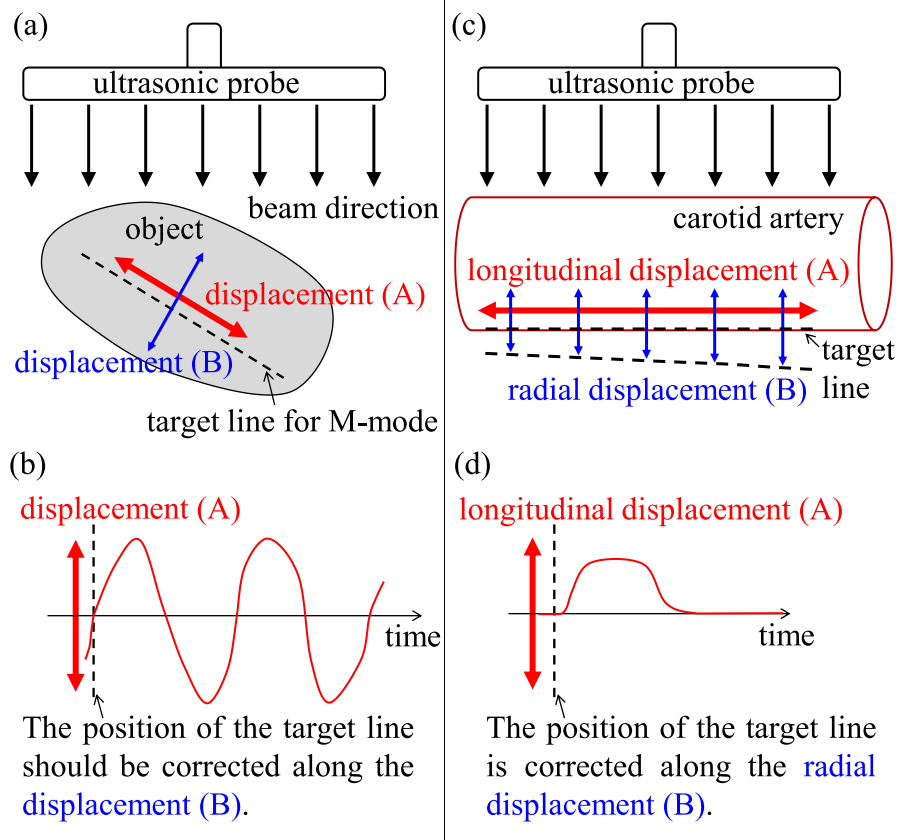 (a)
ultrasonic probe
beam direction
object
displacement (A)
displacement (B)
target line for M-mode
(b)
displacement (A)
time
The position of the target line
should be corrected along the
displacement (B).
(c)
ultrasonic probe
carotid artery
longitudinal displacement (A)
target
line
radial displacement (B)
(d)
longitudinal displacement (A)
time
The position of the target line
is corrected along the radial
displacement (B).